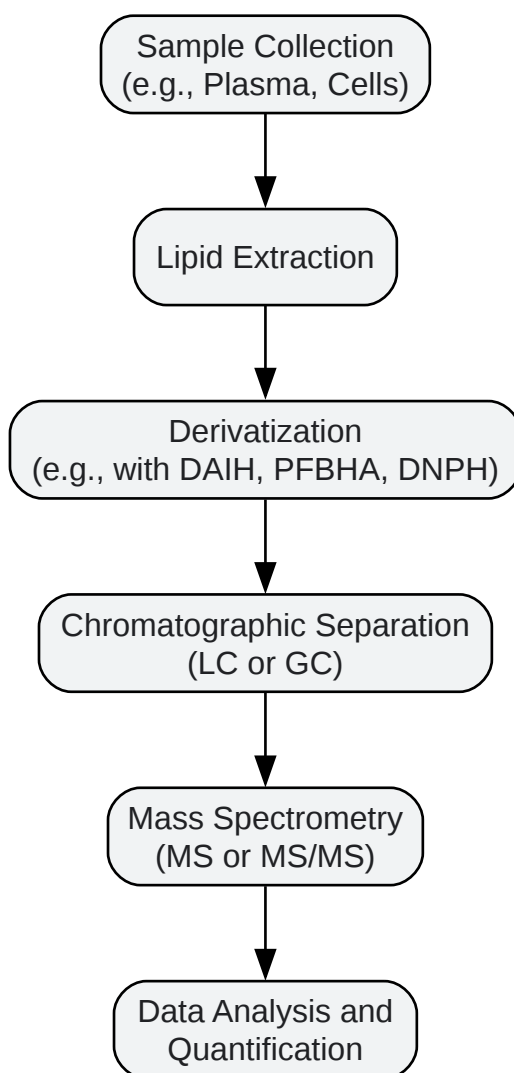 Sample Collection
(e.g., Plasma, Cells)
Lipid Extraction
Derivatization
(e.g., with DAIH, PFBHA, DNPH)
Chromatographic Separation
(LC or GC)
Mass Spectrometry
(MS or MS/MS)
Data Analysis and
Quantification